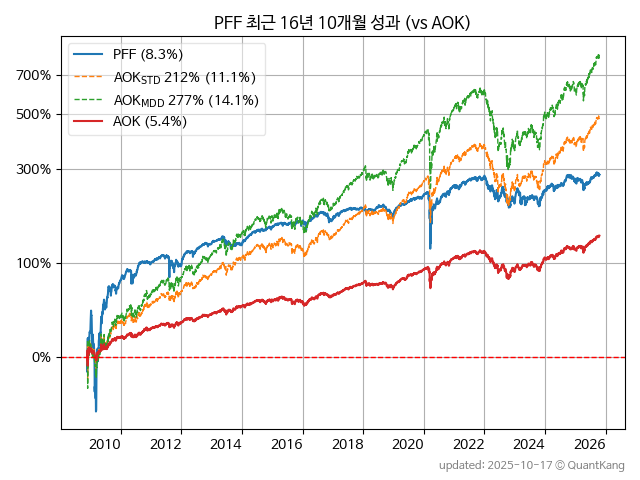 PFF 최근 16년 10개월 성과 (vs AOK)
PFF (8.3%)
AOKSTD 212% (11.1%)
AOKMDD 277% (14.1%)
AOK (5.4%)
700%
500%
300%
100%
0%
2010 2012 2014 2016 2018 2020 2022 2024 2026
updated: 2025-10-17 © QuantKang